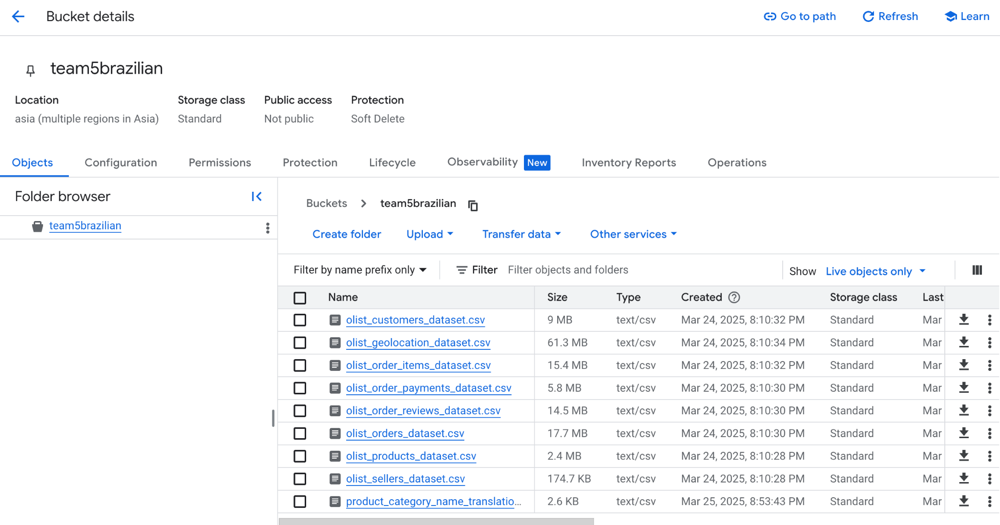 Bucket details
Go to path
Refresh
Learn
team5brazilian
Location Storage class Public access Protection
asia (multiple regions in Asia) Standard Not public Soft Delete
Objects Configuration Permissions Protection Lifecycle Observability New Inventory Reports Operations
Folder browser
team5brazilian
Buckets > team5brazilian
Create folder Upload Transfer data Other services
Filter by name prefix only Filter Filter objects and folders Show Live objects only
Name Size Type Created Storage class Last
olist_customers_dataset.csv 9 MB text/csv Mar 24, 2025, 8:10:32 PM Standard Mar
olist_geolocation_dataset.csv 61.3 MB text/csv Mar 24, 2025, 8:10:34 PM Standard Mar
olist_order_items_dataset.csv 15.4 MB text/csv Mar 24, 2025, 8:10:32 PM Standard Mar
olist_order_payments_dataset.csv 5.8 MB text/csv Mar 24, 2025, 8:10:30 PM Standard Mar
olist_order_reviews_dataset.csv 14.5 MB text/csv Mar 24, 2025, 8:10:30 PM Standard Mar
olist_orders_dataset.csv 17.7 MB text/csv Mar 24, 2025, 8:10:30 PM Standard Mar
olist_products_dataset.csv 2.4 MB text/csv Mar 24, 2025, 8:10:28 PM Standard Mar
olist_sellers_dataset.csv 174.7 KB text/csv Mar 24, 2025, 8:10:28 PM Standard Mar
product_category_name_translatio... 2.6 KB text/csv Mar 25, 2025, 8:53:43 PM Standard Mar